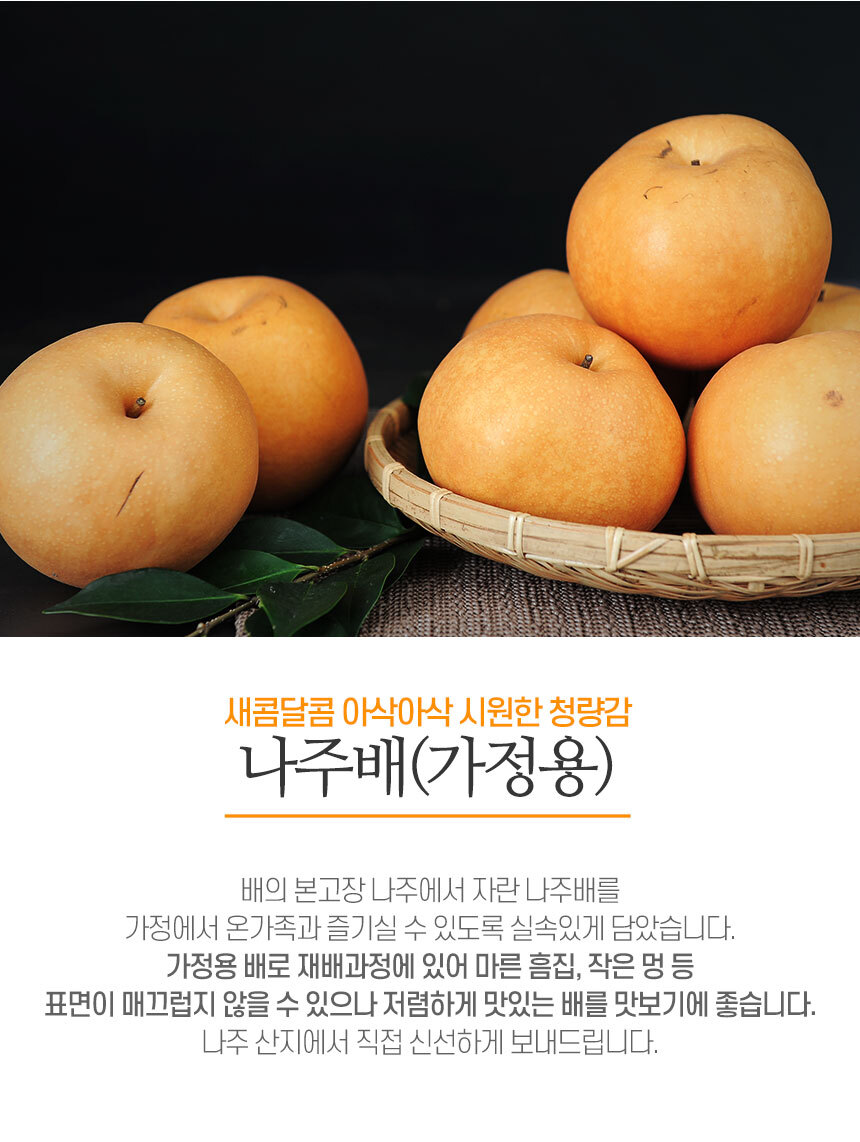 새콤달콤 아삭아삭 시원한 청량감
나주배(가정용)
배의 본고장 나주에서 자란 나주배를
가정에서 온가족과 즐기실 수 있도록 실속있게 담았습니다.
가정용 배로 재배과정에 있어 마른 흠집, 작은 멍 등
표면이 매끄럽지 않을 수 있으나 저렴하게 맛있는 배를 맛보기에 좋습니다.
나주 산지에서 직접 신선하게 보내드립니다.